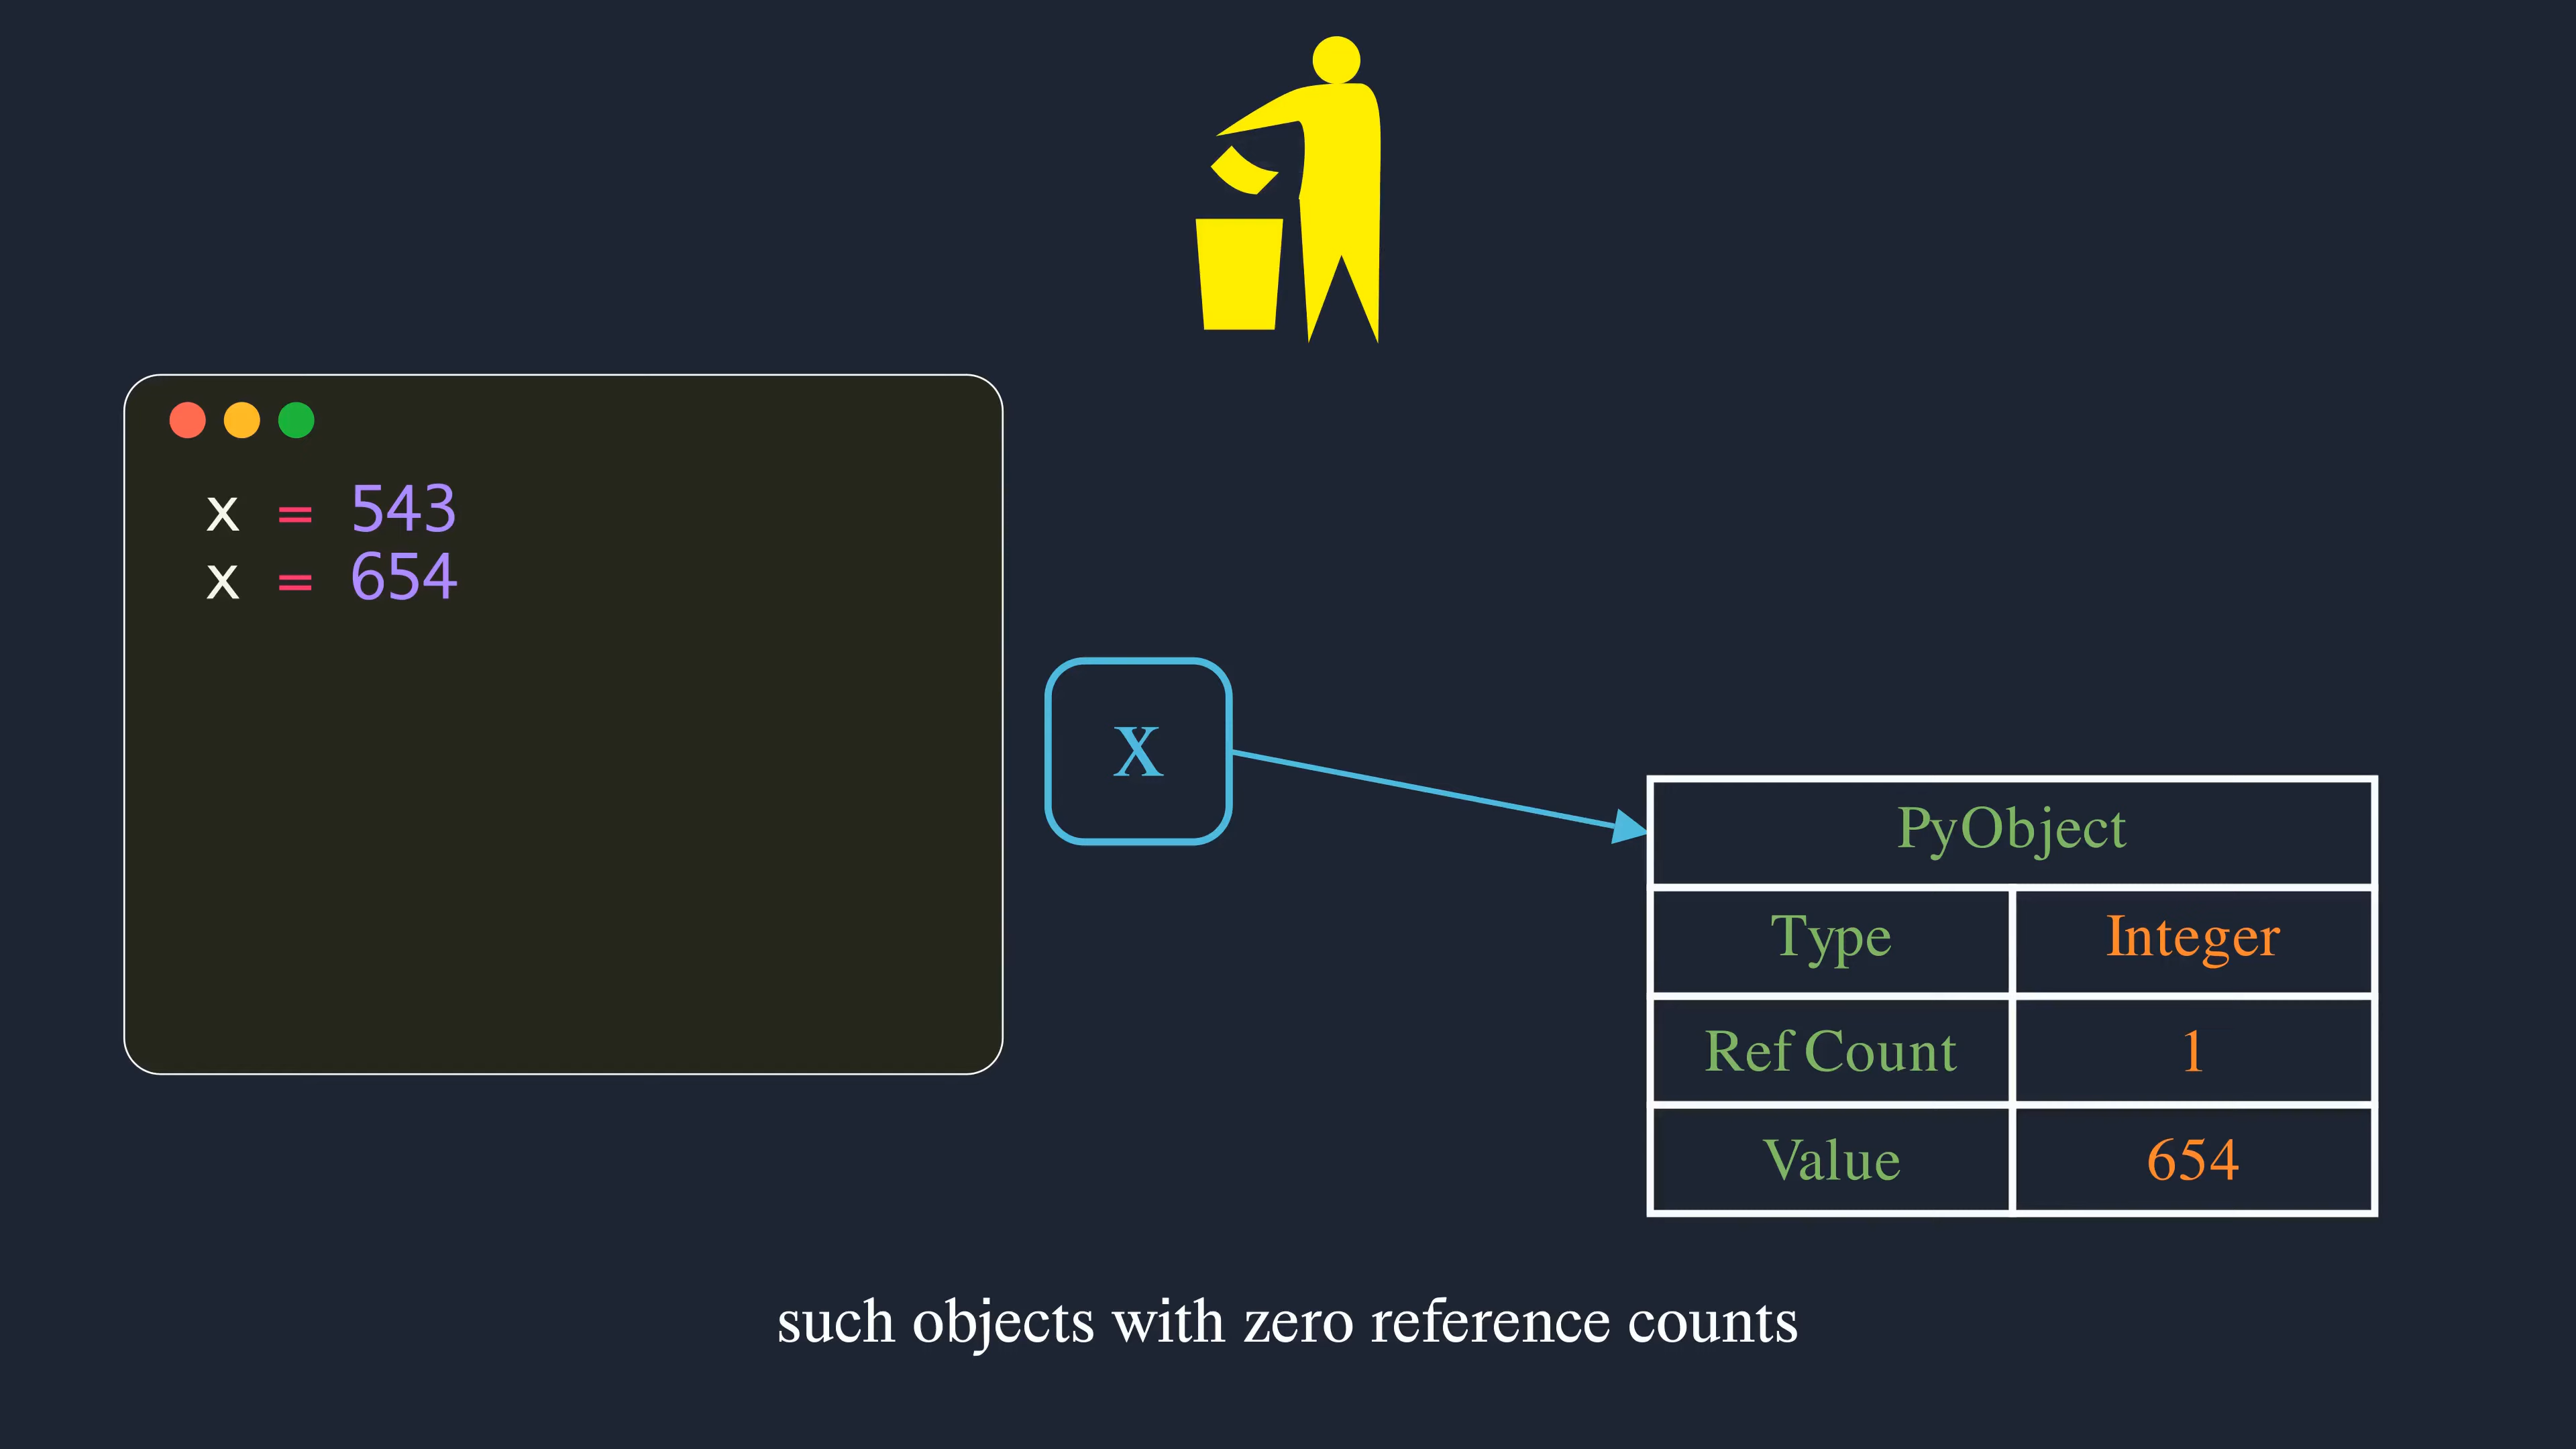 x = 543
x = 654
X
PyObject
Type Integer
Ref Count 1
Value 654
such objects with zero reference counts